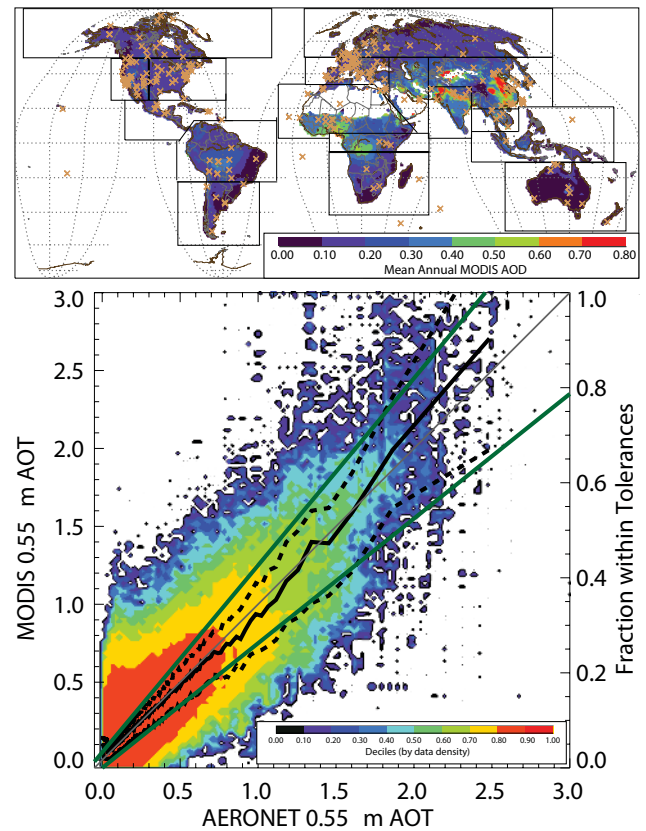 0.00 0.10 0.20 0.30 0.40 0.50 0.60 0.70 0.80
Mean Annual MODIS AOD
3.0
2.5
2.0
1.5
1.0
0.5
0.0
MODIS 0.55 m AOT
1.0
0.8
0.6
0.4
0.2
0.0
Fraction within Tolerances
0.00 0.10 0.20 0.30 0.40 0.50 0.60 0.70 0.80 0.90 1.00
Deciles (by data density)
0.0 0.5 1.0 1.5 2.0 2.5 3.0
AERONET 0.55 m AOT